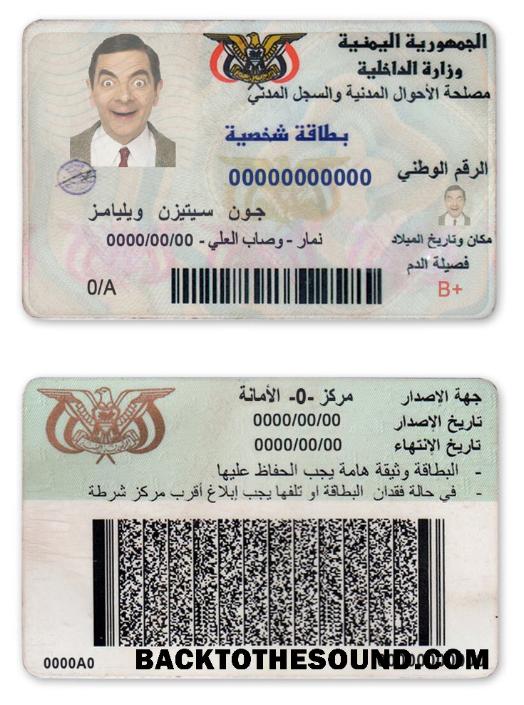 الجمهورية اليمنية
وزارة الداخلية
مصلحة الأحوال المدنية والسجل المدني
بطاقة شخصية
الرقم الوطني
00000000000
جون سيتيزن ويليامز
نمار - وصاب العلي - 0000/00/00
مكان وتاريخ الميلاد
فصيلة الدم
B+
0/A
جهة الإصدار مركز -0- الأمانة
تاريخ الإصدار 0000/00/00
تاريخ الإنتهاء 0000/00/00
- البطاقة وثيقة هامة يجب الحفاظ عليها
- في حالة فقدان البطاقة او تلفها يجب إبلاغ أقرب مركز شرطة
0000A0
BACKTOTHESOUND.COM